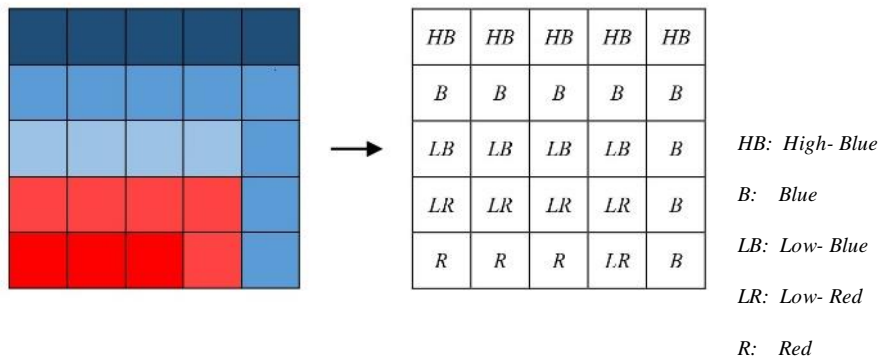 HB HB HB HB HB
B B B B B
LB LB LB LB B
LR LR LR LR B
R R R LR B
HB: High- Blue
B: Blue
LB: Low- Blue
LR: Low- Red
R: Red